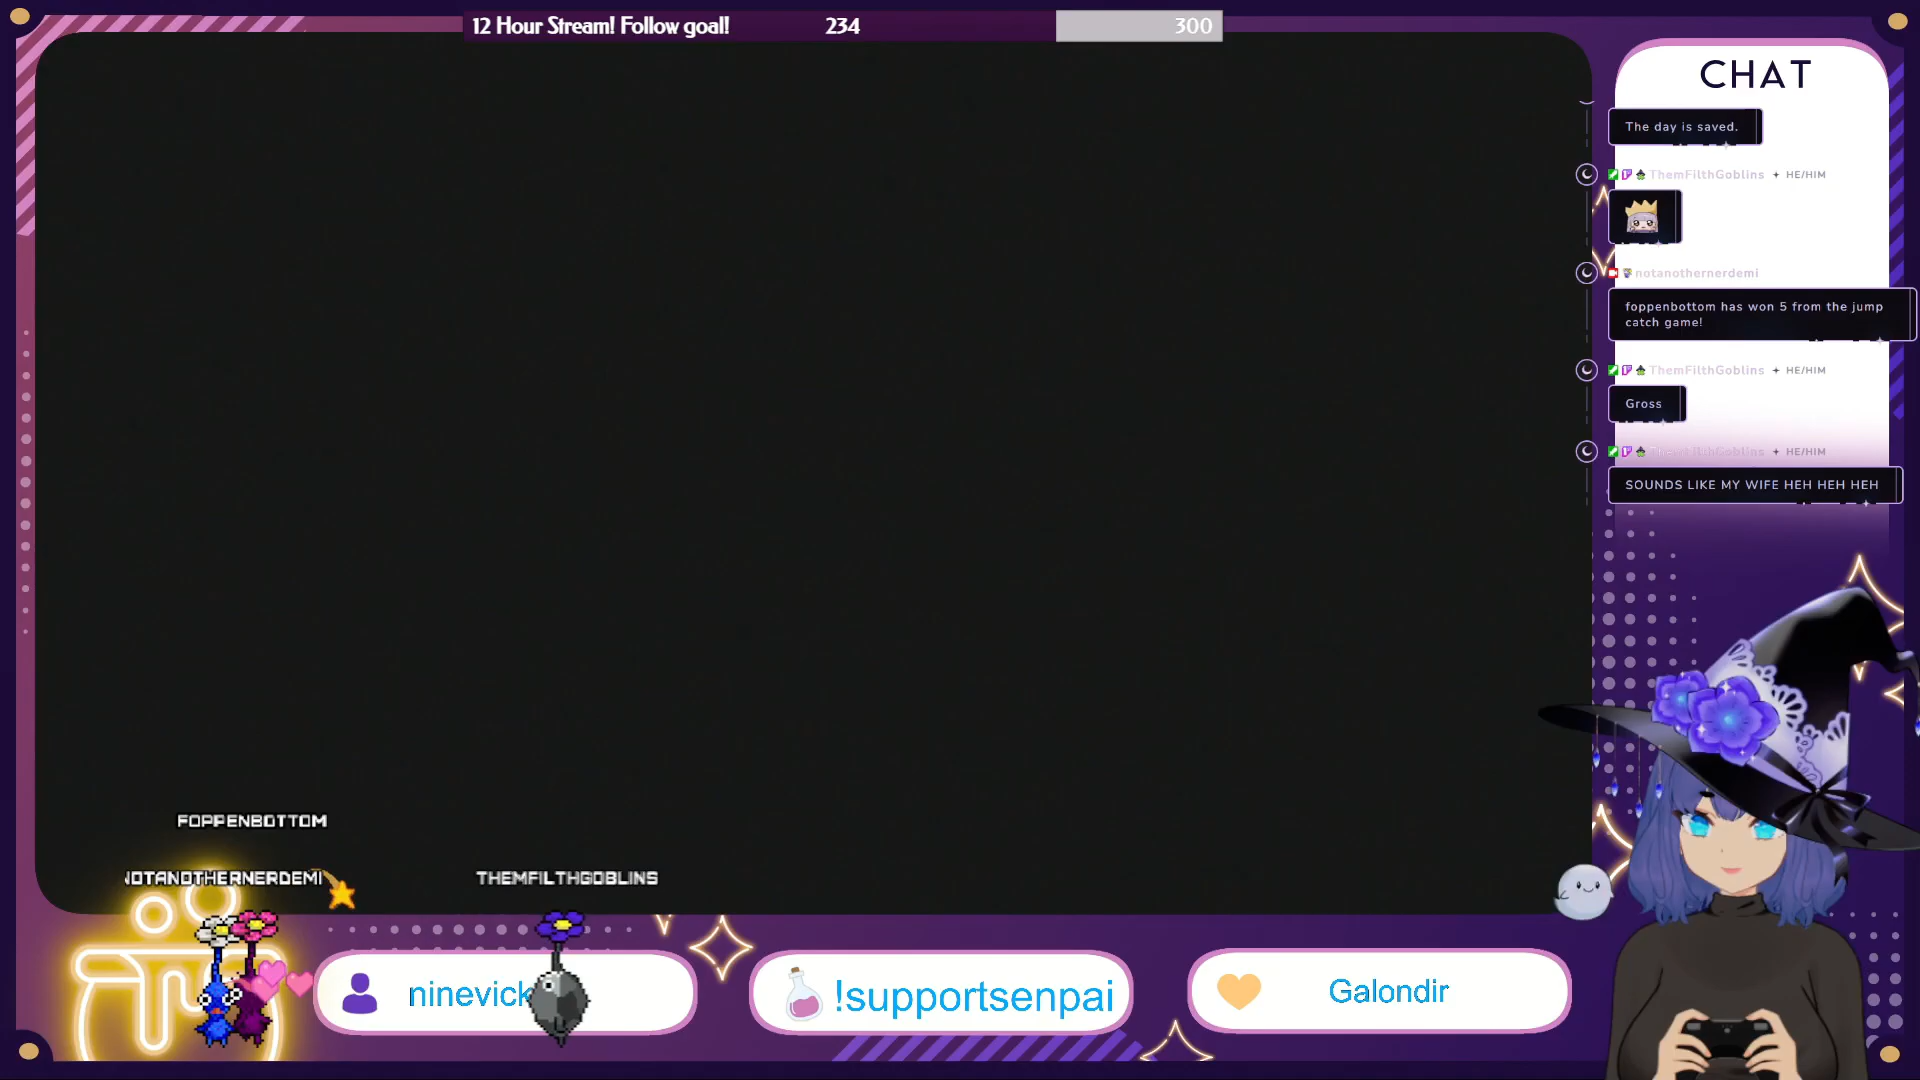 12 Hour Stream! Follow goal! 234 300
CHAT
The day is saved.
ThemFilthGoblins + HE/HIM
notanothernerdemi
foppenbottom has won 5 from the jump
catch game!
ThemFilthGoblins + HE/HIM
Gross
ThemFilthGoblins + HE/HIM
SOUNDS LIKE MY WIFE HEH HEH HEH
FOPPENBOTTOM
NOTANOTHERNERDEMI
THEMFILTHGOBLINS
ninevick
!supportsenpai
Galondir